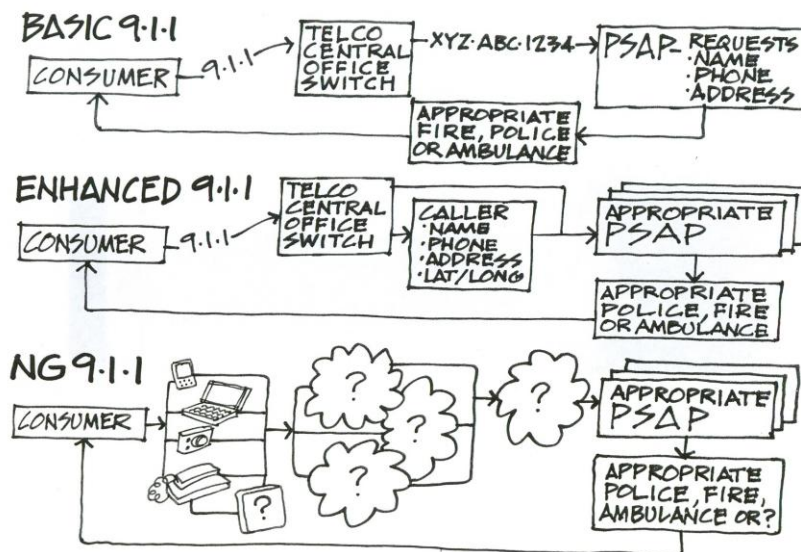 BASIC 9·1·1
CONSUMER
9·1·1
TELCO
CENTRAL
OFFICE
SWITCH
XYZ·ABC·1234
PSAP- REQUESTS
·NAME
·PHONE
·ADDRESS
APPROPRIATE
FIRE, POLICE
OR AMBULANCE
ENHANCED 9·1·1
CONSUMER
9·1·1
TELCO
CENTRAL
OFFICE
SWITCH
CALLER
·NAME
·PHONE
·ADDRESS
·LAT/LONG
APPROPRIATE
PSAP
APPROPRIATE
POLICE, FIRE
OR AMBULANCE
NG 9·1·1
CONSUMER
?
?
?
?
?
APPROPRIATE
PSAP
APPROPRIATE
POLICE, FIRE,
AMBULANCE OR?